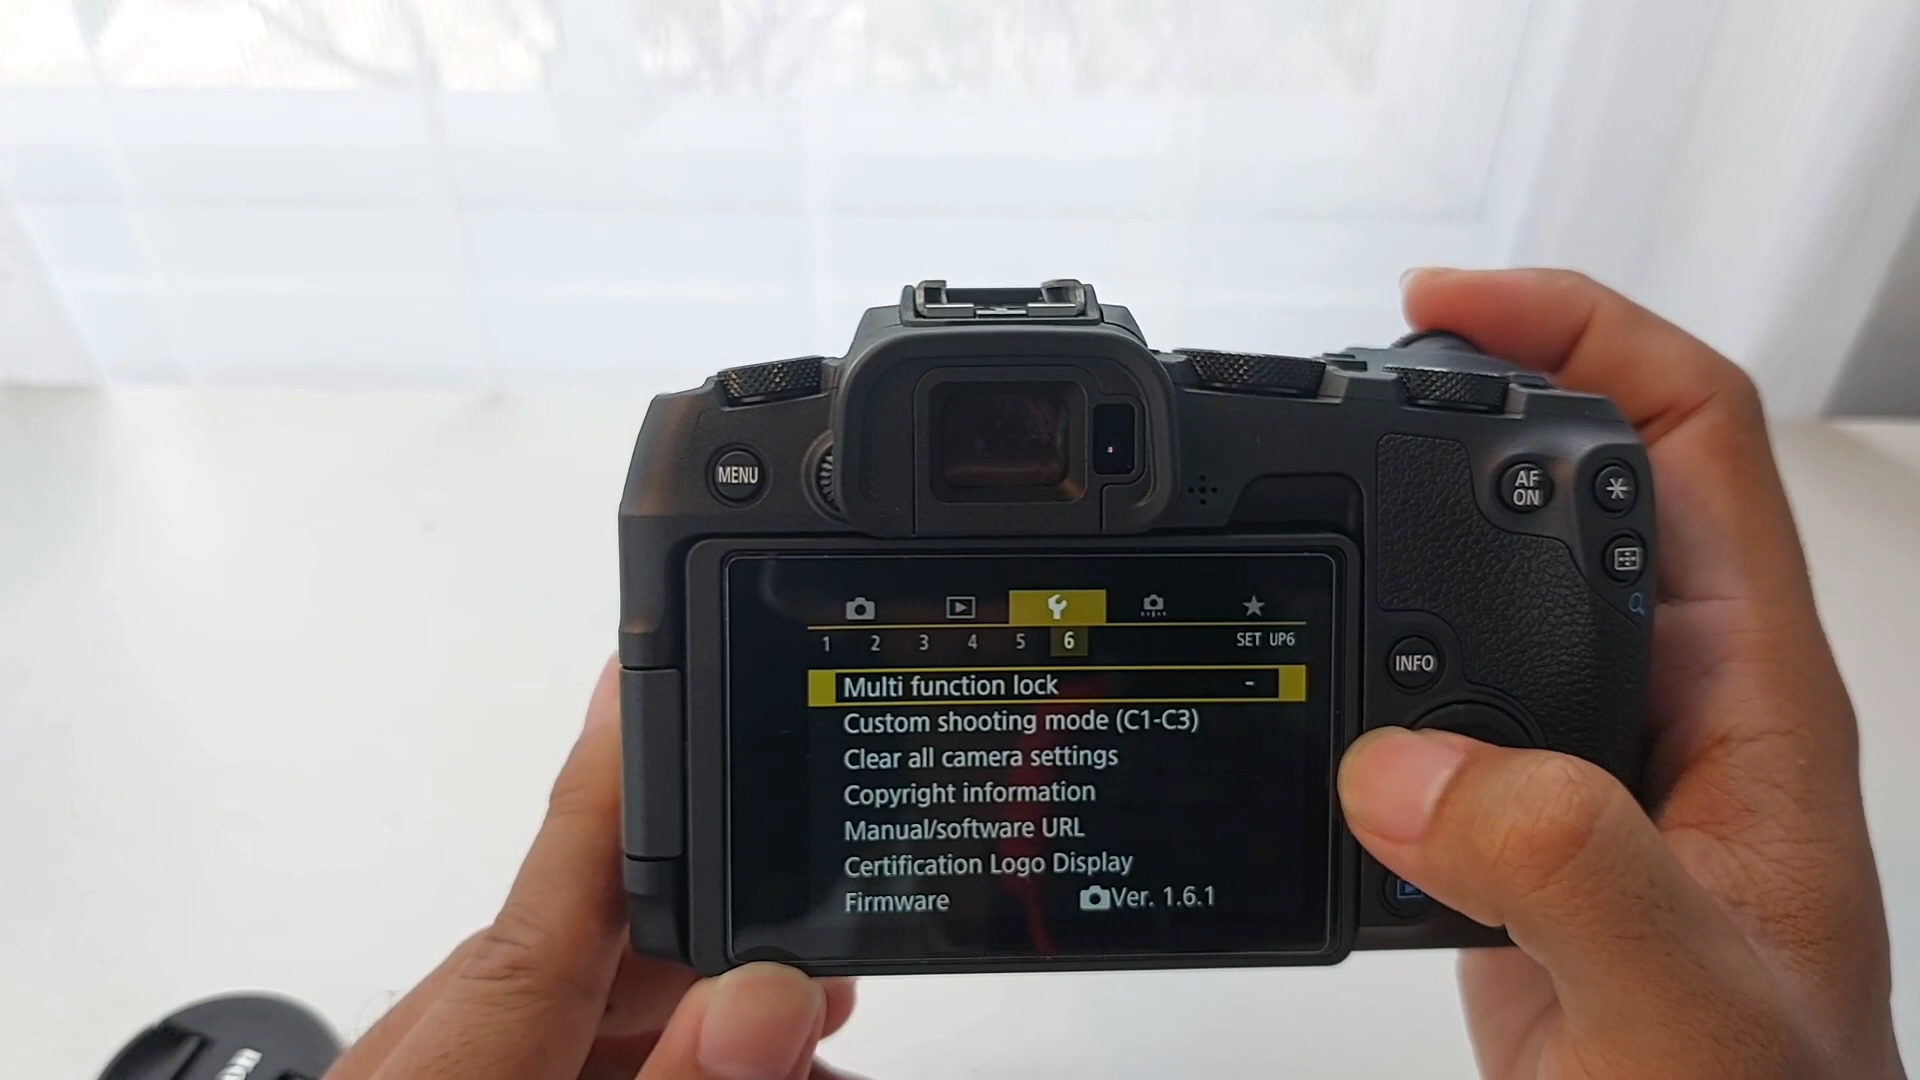 MENU
AF
ON
INFO
1 2 3 4 5 6 SET UP6
Multi function lock -
Custom shooting mode (C1-C3)
Clear all camera settings
Copyright information
Manual/software URL
Certification Logo Display
Firmware Ver. 1.6.1